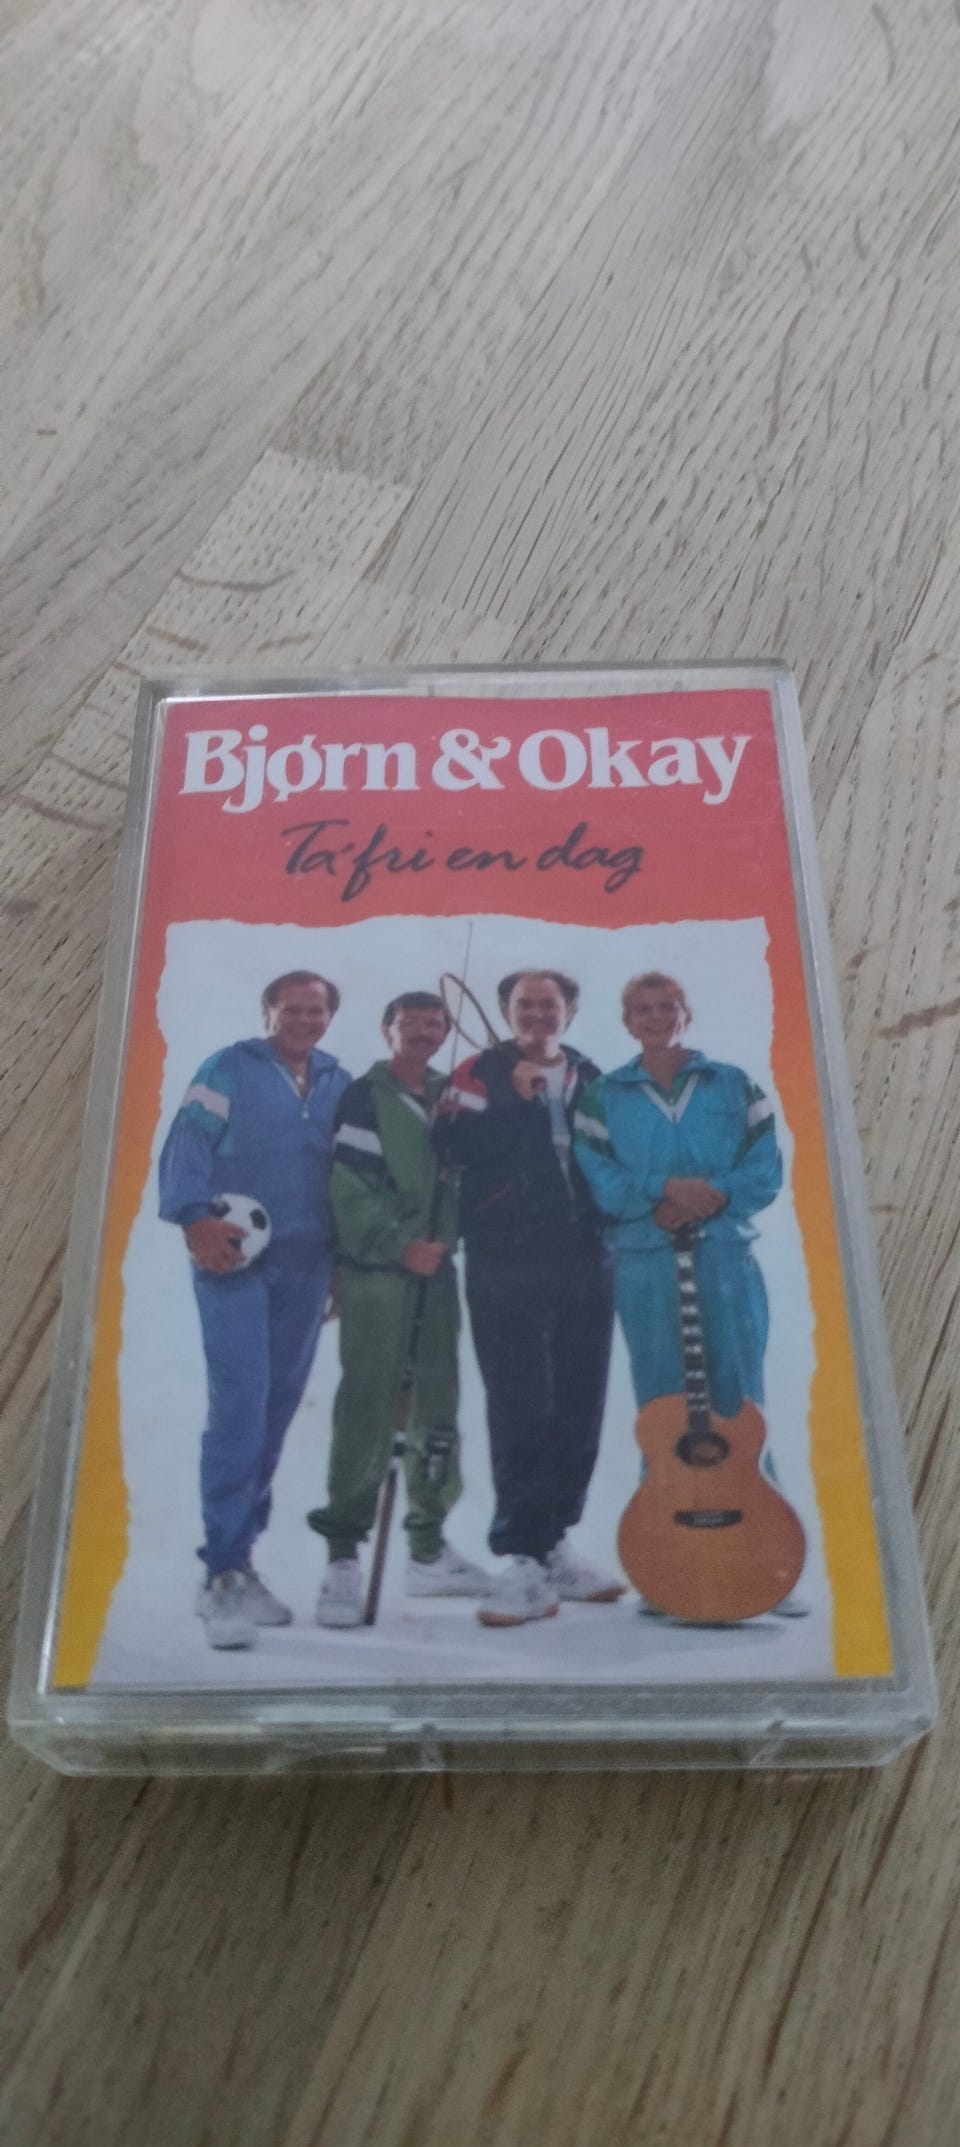 Bjørn & Okay
Ta' fri en dag